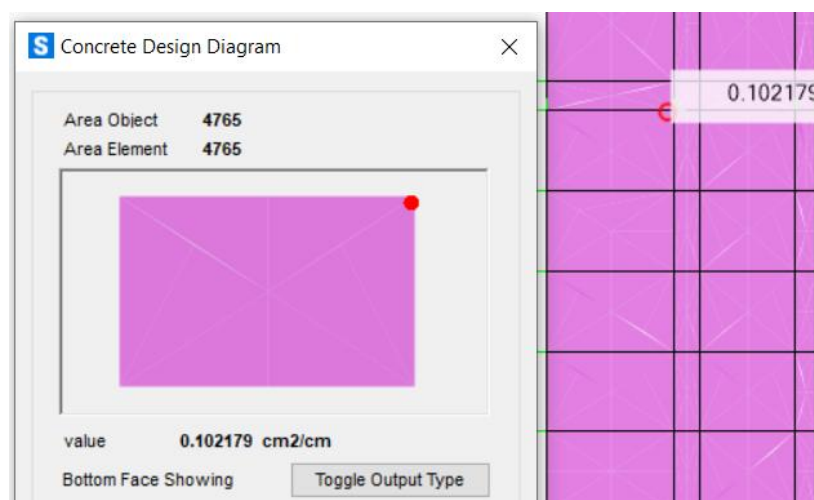 S Concrete Design Diagram
0.102179
Area Object 4765
Area Element 4765
value 0.102179 cm2/cm
Bottom Face Showing Toggle Output Type